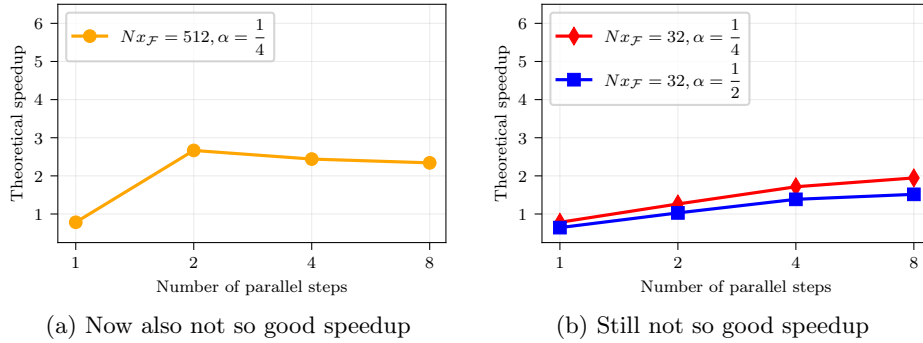 6
5
4
3
2
1
Theoretical speedup
Nx_ℱ = 512, α = 1/4
1 2 4 8
Number of parallel steps
(a) Now also not so good speedup
6
5
4
3
2
1
Theoretical speedup
Nx_ℱ = 32, α = 1/4
Nx_ℱ = 32, α = 1/2
1 2 4 8
Number of parallel steps
(b) Still not so good speedup